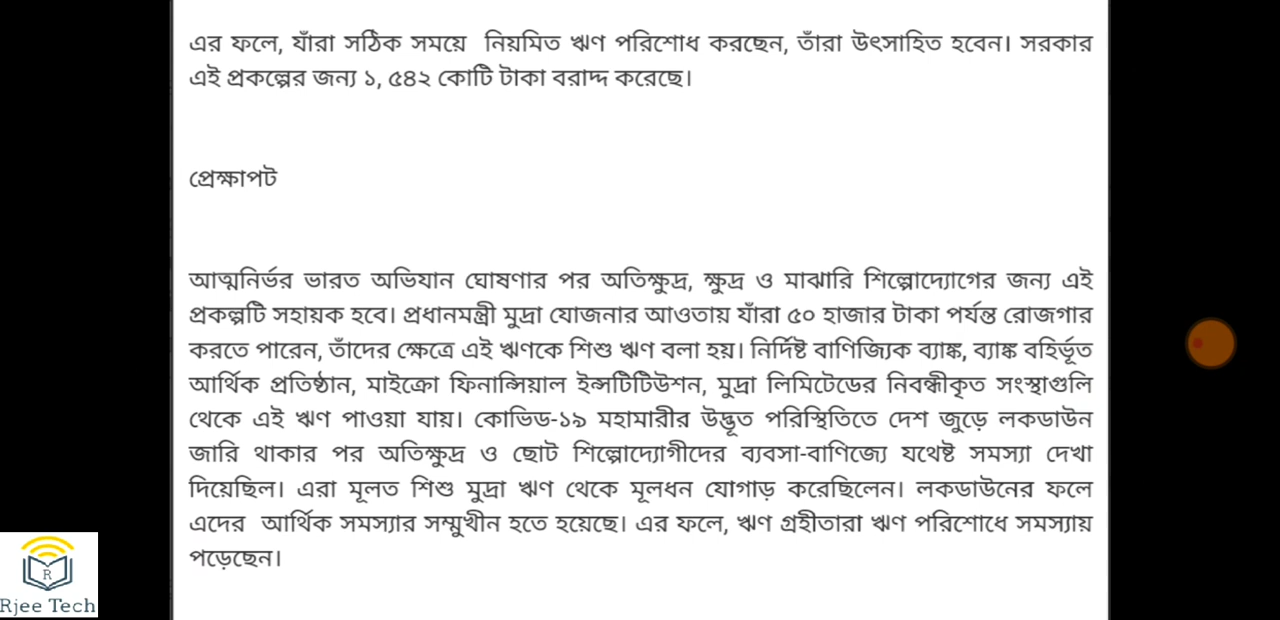 এর ফলে, যাঁরা সঠিক সময়ে নিয়মিত ঋণ পরিশোধ করছেন, তাঁরা উৎসাহিত হবেন। সরকার
এই প্রকল্পের জন্য ১, ৫৪২ কোটি টাকা বরাদ্দ করেছে।
প্রেক্ষাপট
আত্মনির্ভর ভারত অভিযান ঘোষণার পর অতিক্ষুদ্র, ক্ষুদ্র ও মাঝারি শিল্পোদ্যোগের জন্য এই
প্রকল্পটি সহায়ক হবে। প্রধানমন্ত্রী মুদ্রা যোজনার আওতায় যাঁরা ৫০ হাজার টাকা পর্যন্ত রোজগার
করতে পারেন, তাঁদের ক্ষেত্রে এই ঋণকে শিশু ঋণ বলা হয়। নির্দিষ্ট বাণিজ্যিক ব্যাঙ্ক, ব্যাঙ্ক বহির্ভূত
আর্থিক প্রতিষ্ঠান, মাইক্রো ফিনান্সিয়াল ইন্সটিটিউশন, মুদ্রা লিমিটেডের নিবন্ধীকৃত সংস্থাগুলি
থেকে এই ঋণ পাওয়া যায়। কোভিড-১৯ মহামারীর উদ্ভূত পরিস্থিতিতে দেশ জুড়ে লকডাউন
জারি থাকার পর অতিক্ষুদ্র ও ছোট শিল্পোদ্যোগীদের ব্যবসা-বাণিজ্যে যথেষ্ট সমস্যা দেখা
দিয়েছিল। এরা মূলত শিশু মুদ্রা ঋণ থেকে মূলধন যোগাড় করেছিলেন। লকডাউনের ফলে
এদের আর্থিক সমস্যার সম্মুখীন হতে হয়েছে। এর ফলে, ঋণ গ্রহীতারা ঋণ পরিশোধে সমস্যায়
পড়েছেন।
R
Rjee Tech